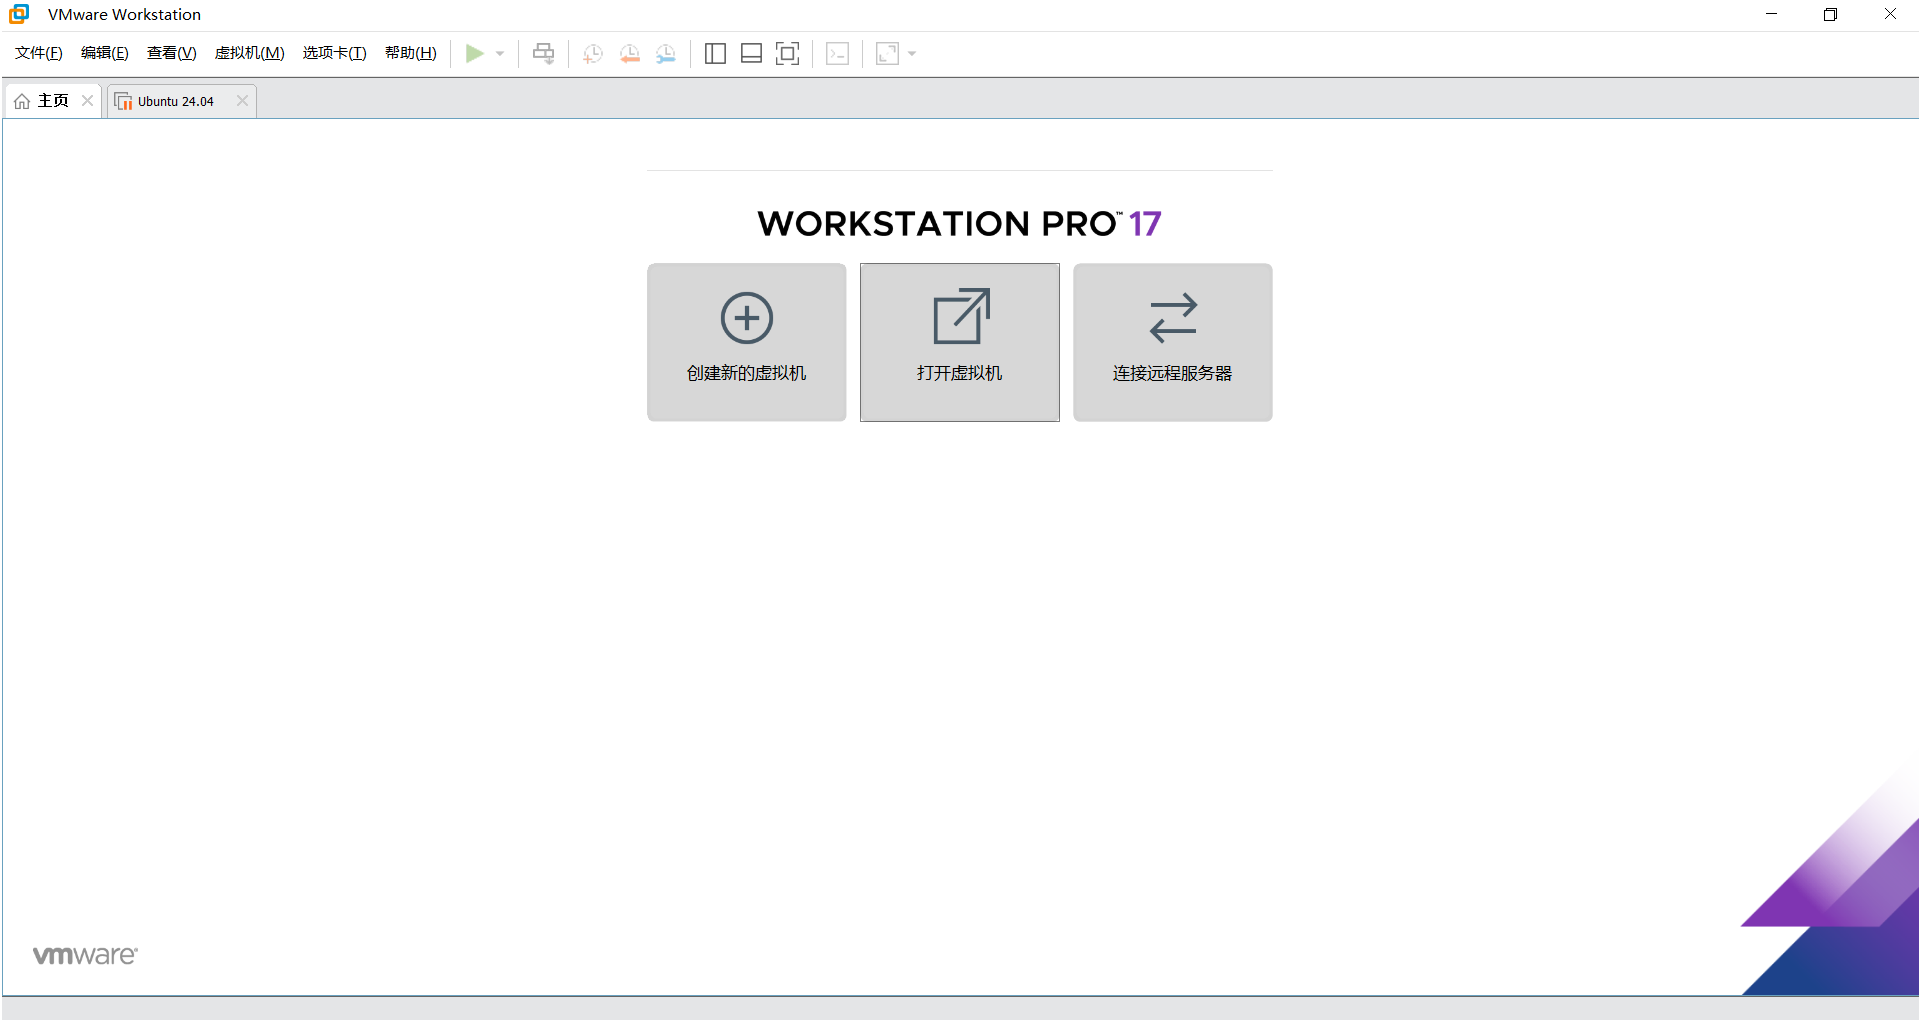 VMware Workstation
文件(F) 编辑(E) 查看(V) 虚拟机(M) 选项卡(T) 帮助(H)
主页 Ubuntu 24.04
WORKSTATION PRO™ 17
创建新的虚拟机 打开虚拟机 连接远程服务器
vmware®